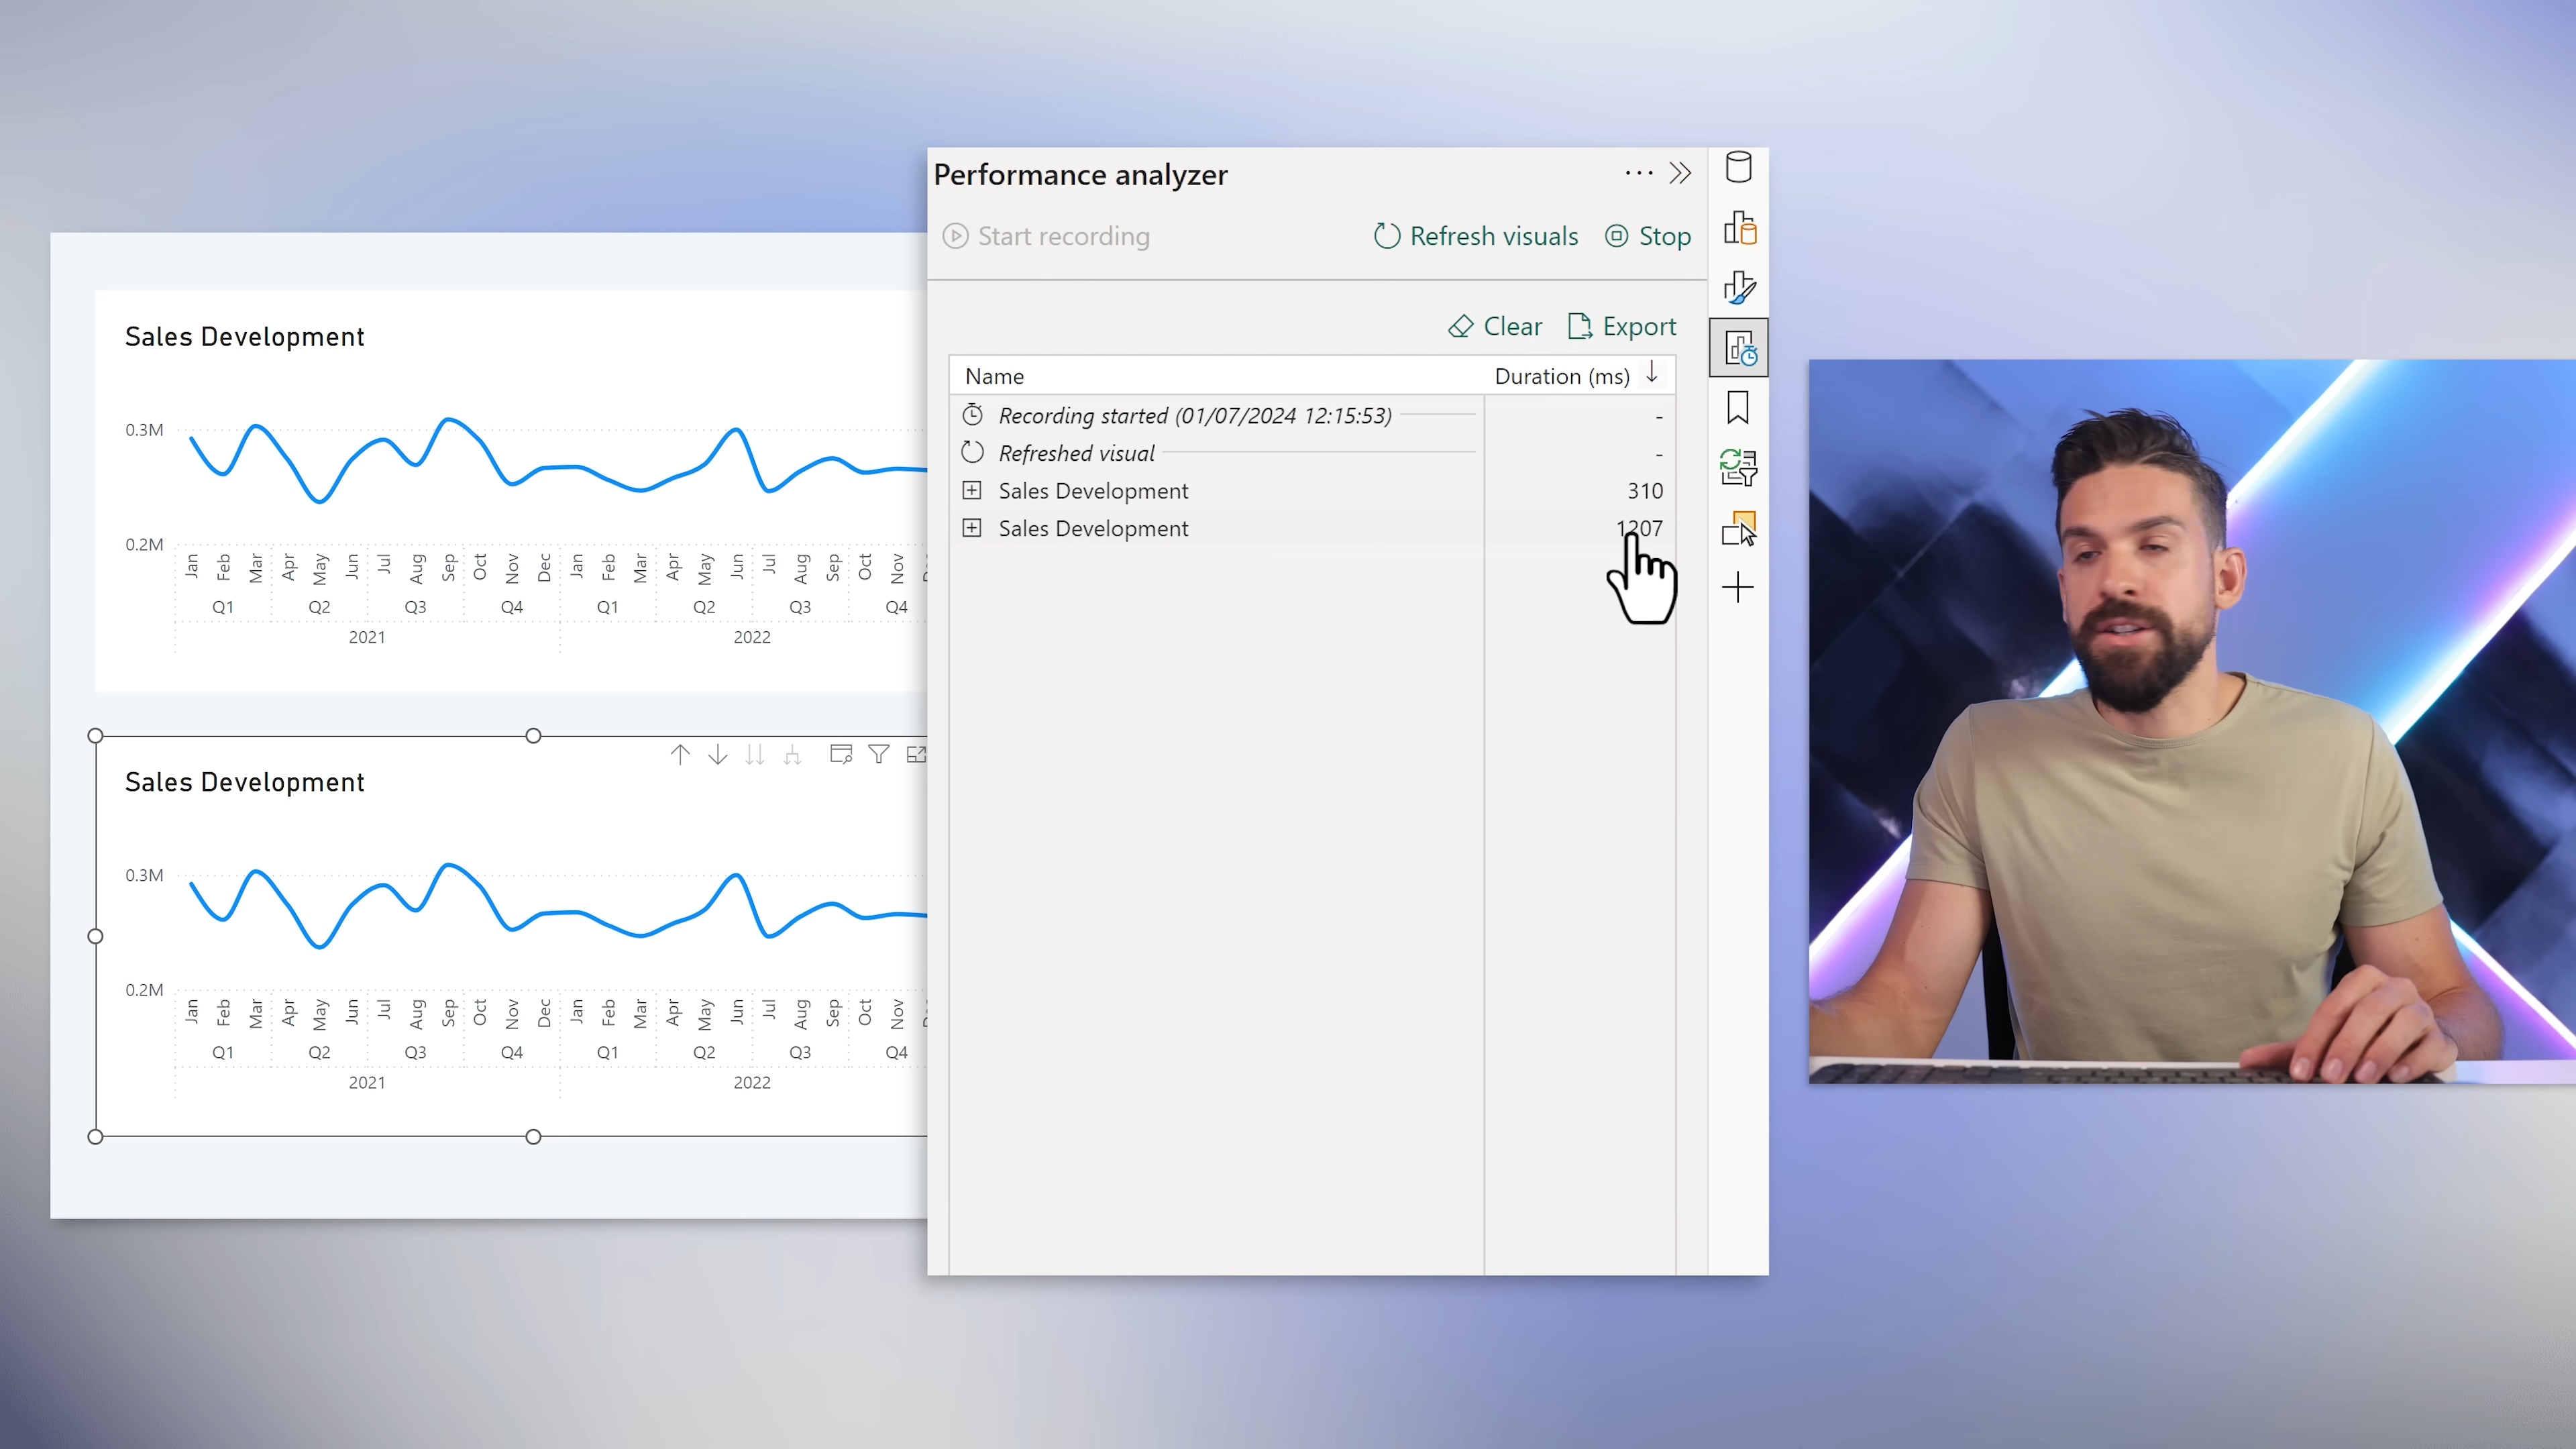 Performance analyzer
Start recording
Refresh visuals
Stop
Clear
Export
Name
Duration (ms)
Recording started (01/07/2024 12:15:53)
-
Refreshed visual
-
Sales Development
310
Sales Development
1207
Sales Development
0.3M
0.2M
Jan Feb Mar Apr May Jun Jul Aug Sep Oct Nov Dec Jan Feb Mar Apr May Jun Jul Aug Sep Oct Nov
Q1 Q2 Q3 Q4 Q1 Q2 Q3 Q4
2021 2022
Sales Development
0.3M
0.2M
Jan Feb Mar Apr May Jun Jul Aug Sep Oct Nov Dec Jan Feb Mar Apr May Jun Jul Aug Sep Oct Nov
Q1 Q2 Q3 Q4 Q1 Q2 Q3 Q4
2021 2022